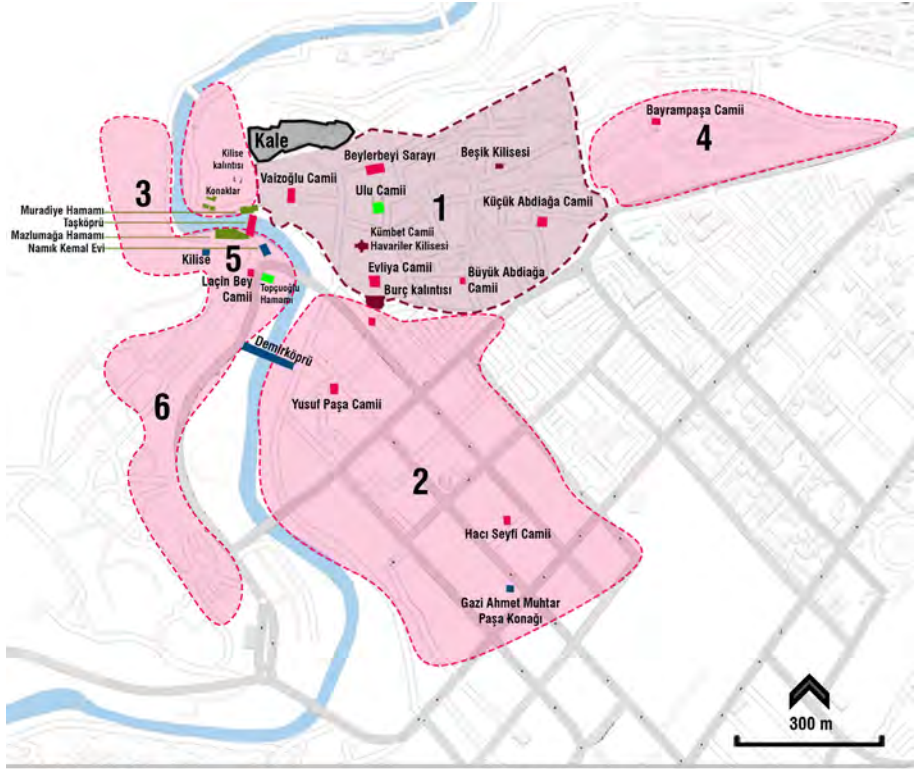 Bayrampaşa Camii
4
Kale
Beylerbeyi Sarayı
Beşik Kilisesi
Kilise
kalıntısı
Vaizoğlu Camii
Konaklar
3
Ulu Camii
1
Küçük Abdiağa Camii
Muradiye Hamamı
Taşköprü
Mazlumağa Hamamı
Namık Kemal Evi
Kümbet Camii
Havariler Kilisesi
Kilise
5
Laçin Bey
Camii
Topçuoğlu
Hamamı
Evliya Camii
Burç kalıntısı
Büyük Abdiağa
Camii
Demirköprü
6
Yusuf Paşa Camii
2
Hacı Seyfi Camii
Gazi Ahmet Muhtar
Paşa Konağı
300 m